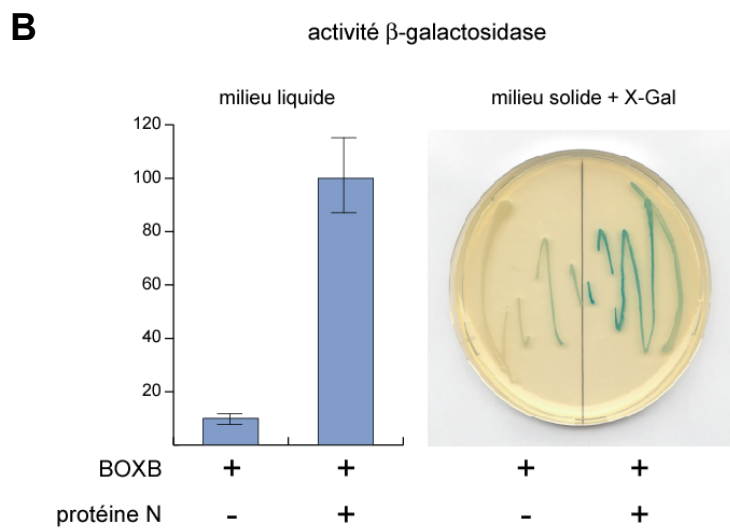 B
activité β-galactosidase
milieu liquide
milieu solide + X-Gal
120
100
80
60
40
20
BOXB + + + +
protéine N - + - +